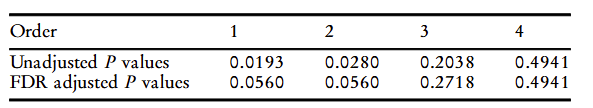 Order 1 2 3 4
Unadjusted P values 0.0193 0.0280 0.2038 0.4941
FDR adjusted P values 0.0560 0.0560 0.2718 0.4941